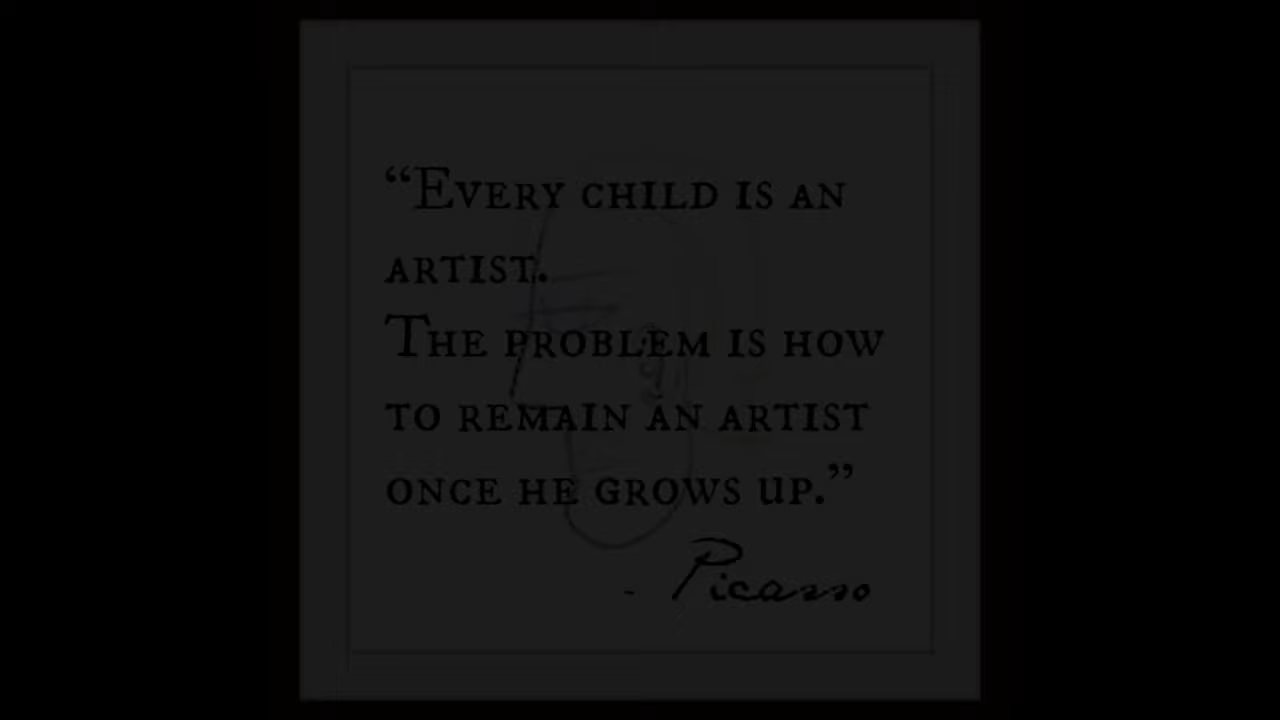 “Every child is an
artist.
The problem is how
to remain an artist
once he grows up.”
- Picasso